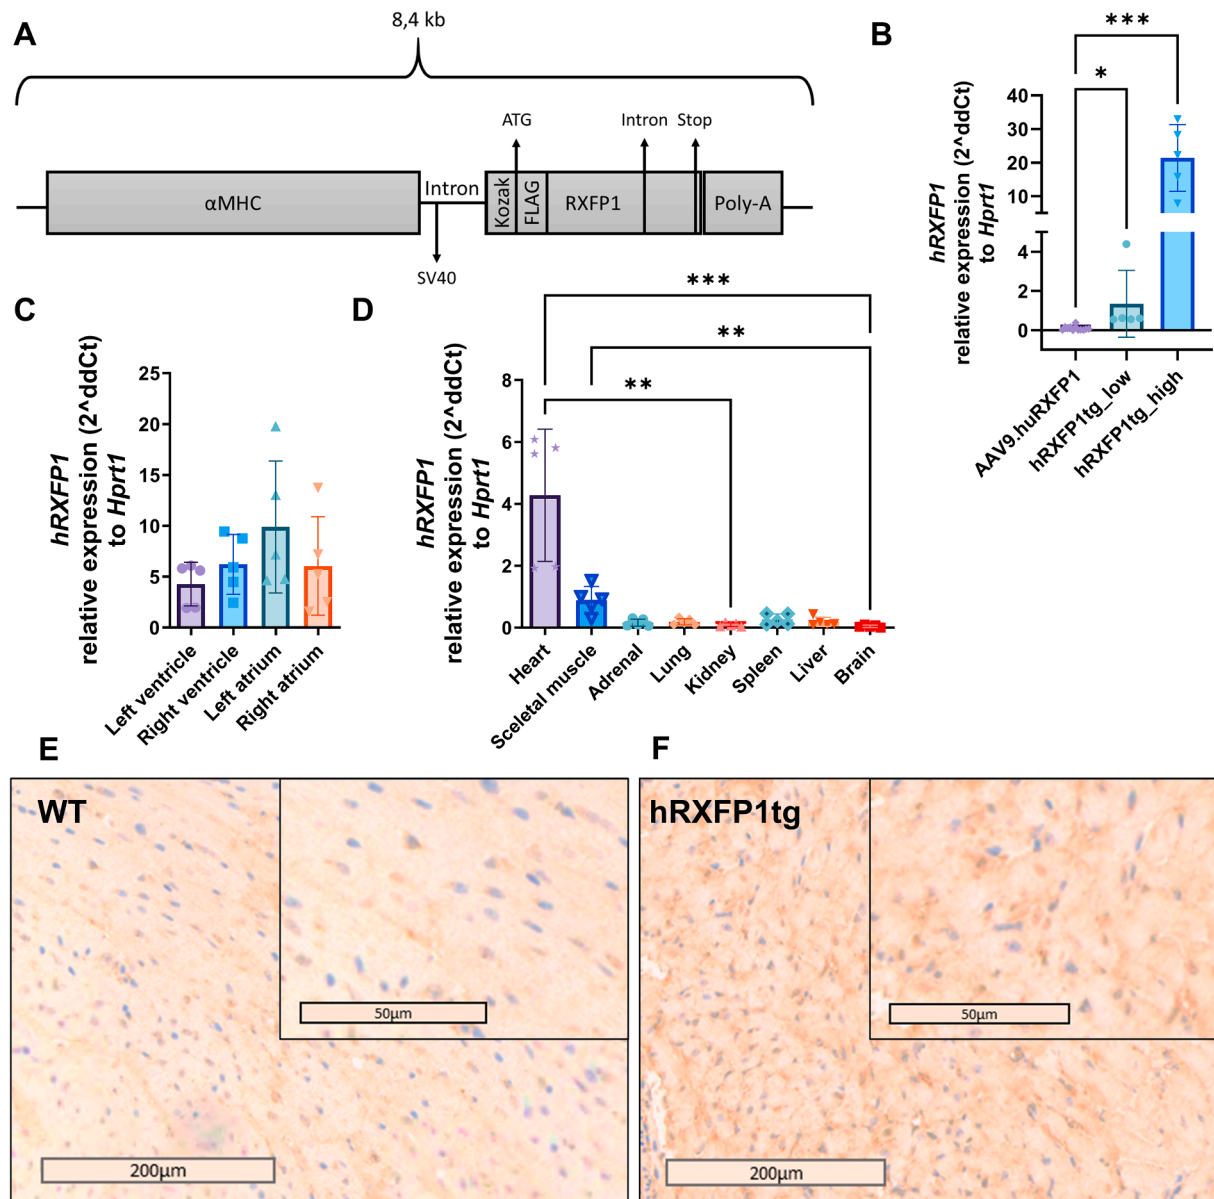 A
8,4 kb
ATG
Intron
Stop
αMHC
Intron
Kozak
FLAG
RXFP1
Poly-A
SV40
B
***
*
hRXFP1
relative expression (2^ddCt)
to Hprt1
40
30
20
10
4
2
0
AAV9.huRXFP1
hRXFP1tg_low
hRXFP1tg_high
C
hRXFP1
relative expression (2^ddCt)
to Hprt1
25
20
15
10
5
0
Left ventricle
Right ventricle
Left atrium
Right atrium
D
***
**
**
hRXFP1
relative expression (2^ddCt)
to Hprt1
8
6
4
2
0
Heart
Sceletal muscle
Adrenal
Lung
Kidney
Spleen
Liver
Brain
E
WT
50µm
200µm
F
hRXFP1tg
50µm
200µm